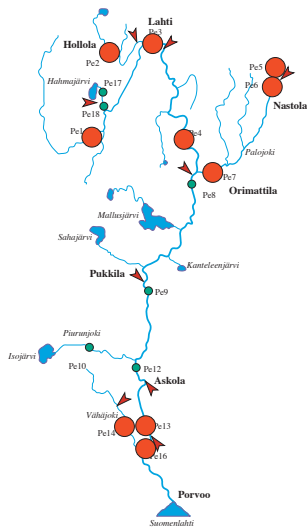 Lahti
Pe3
Hollola
Pe2
Pe5
Pe6
Hahmajärvi
Pe17
Nastola
Pe18
Pe1
Pe4
Palojoki
Pe7
Orimattila
Pe8
Mallusjärvi
Sahajärvi
Kanteleenjärvi
Pukkila
Pe9
Piurunjoki
Isojärvi
Pe10
Pe12
Askola
Vähäjoki
Pe13
Pe14
Pe16
Porvoo
Suomenlahti